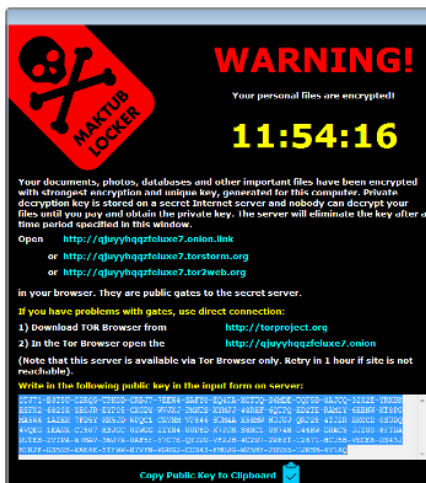 MAKTUB
LOCKER
WARNING!
Your personal files are encrypted!
11:54:16
Your documents, photos, databases and other important files have been encrypted
with strongest encryption and unique key, generated for this computer. Private
decryption key is stored on a secret Internet server and nobody can decrypt your
files until you pay and obtain the private key. The server will eliminate the key after a
time period specified in this window.
Open http://qjuyyhqqzfeluxe7.onion.link
or http://qjuyyhqqzfeluxe7.torstorm.org
or http://qjuyyhqqzfeluxe7.tor2web.org
in your browser. They are public gates to the secret server.
If you have problems with gates, use direct connection:
1) Download TOR Browser from http://torproject.org
2) In the Tor Browser open the http://qjuyyhqqzfeluxe7.onion
(Note that this server is available via Tor Browser only. Retry in 1 hour if site is not
reachable).
Write in the following public key in the input form on server:
Copy Public Key to Clipboard